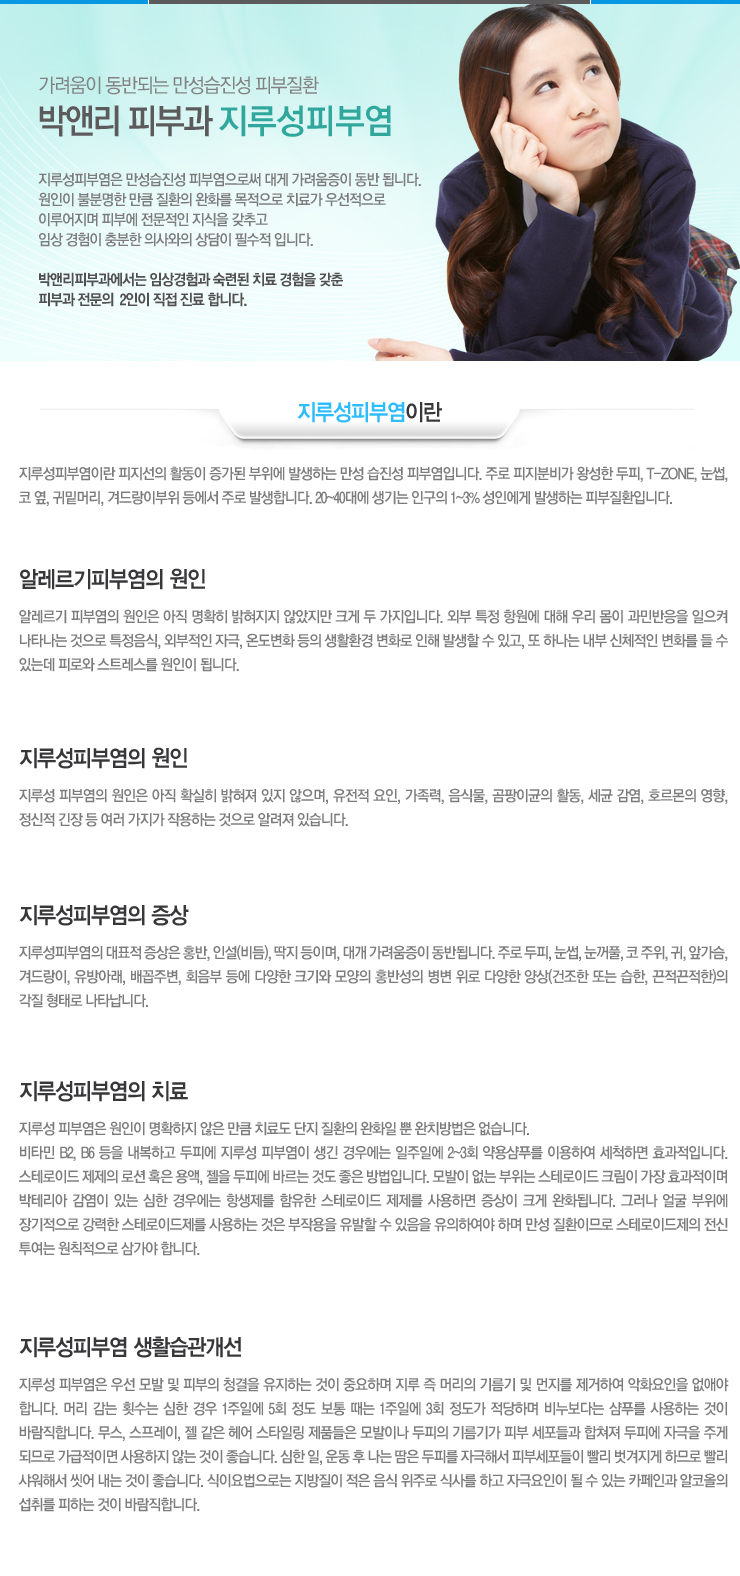 가려움이 동반되는 만성습진성 피부질환
박앤리 피부과 지루성피부염
지루성피부염은 만성습진성 피부염으로써 대게 가려움증이 동반 됩니다.
원인이 불분명한 만큼 질환의 완화를 목적으로 치료가 우선적으로
이루어지며 피부에 전문적인 지식을 갖추고
임상 경험이 충분한 의사와의 상담이 필수적 입니다.
박앤리피부과에서는 임상경험과 숙련된 치료 경험을 갖춘
피부과 전문의 2인이 직접 진료 합니다.
지루성피부염이란
지루성피부염이란 피지선의 활동이 증가된 부위에 발생하는 만성 습진성 피부염입니다. 주로 피지분비가 왕성한 두피, T-ZONE, 눈썹,
코 옆, 귀밑머리, 겨드랑이부위 등에서 주로 발생합니다. 20~40대에 생기는 인구의 1~3% 성인에게 발생하는 피부질환입니다.
알레르기피부염의 원인
알레르기 피부염의 원인은 아직 명확히 밝혀지지 않았지만 크게 두 가지입니다. 외부 특정 항원에 대해 우리 몸이 과민반응을 일으켜
나타나는 것으로 특정음식, 외부적인 자극, 온도변화 등의 생활환경 변화로 인해 발생할 수 있고, 또 하나는 내부 신체적인 변화를 들 수
있는데 피로와 스트레스를 원인이 됩니다.
지루성피부염의 원인
지루성 피부염의 원인은 아직 확실히 밝혀져 있지 않으며, 유전적 요인, 가족력, 음식물, 곰팡이균의 활동, 세균 감염, 호르몬의 영향,
정신적 긴장 등 여러 가지가 작용하는 것으로 알려져 있습니다.
지루성피부염의 증상
지루성피부염의 대표적 증상은 홍반, 인설(비듬), 딱지 등이며, 대개 가려움증이 동반됩니다. 주로 두피, 눈썹, 눈꺼풀, 코 주위, 귀, 앞가슴,
겨드랑이, 유방아래, 배꼽주변, 회음부 등에 다양한 크기와 모양의 홍반성의 병변 위로 다양한 양상(건조한 또는 습한, 끈적끈적한)의
각질 형태로 나타납니다.
지루성피부염의 치료
지루성 피부염은 원인이 명확하지 않은 만큼 치료도 단지 질환의 완화일 뿐 완치방법은 없습니다.
비타민 B2, B6 등을 내복하고 두피에 지루성 피부염이 생긴 경우에는 일주일에 2~3회 약용샴푸를 이용하여 세척하면 효과적입니다.
스테로이드 제제의 로션 혹은 용액, 젤을 두피에 바르는 것도 좋은 방법입니다. 모발이 없는 부위는 스테로이드 크림이 가장 효과적이며
박테리아 감염이 있는 심한 경우에는 항생제를 함유한 스테로이드 제제를 사용하면 증상이 크게 완화됩니다. 그러나 얼굴 부위에
장기적으로 강력한 스테로이드제를 사용하는 것은 부작용을 유발할 수 있음을 유의하여야 하며 만성 질환이므로 스테로이드제의 전신
투여는 원칙적으로 삼가야 합니다.
지루성피부염 생활습관개선
지루성 피부염은 우선 모발 및 피부의 청결을 유지하는 것이 중요하며 지루 즉 머리의 기름기 및 먼지를 제거하여 악화요인을 없애야
합니다. 머리 감는 횟수는 심한 경우 1주일에 5회 정도 보통 때는 1주일에 3회 정도가 적당하며 비누보다는 샴푸를 사용하는 것이
바람직합니다. 무스, 스프레이, 젤 같은 헤어 스타일링 제품들은 모발이나 두피의 기름기가 피부 세포들과 합쳐져 두피에 자극을 주게
되므로 가급적이면 사용하지 않는 것이 좋습니다. 심한 일, 운동 후 나는 땀은 두피를 자극해서 피부세포들이 빨리 벗겨지게 하므로 빨리
샤워해서 씻어 내는 것이 좋습니다. 식이요법으로는 지방질이 적은 음식 위주로 식사를 하고 자극요인이 될 수 있는 카페인과 알코올의
섭취를 피하는 것이 바람직합니다.